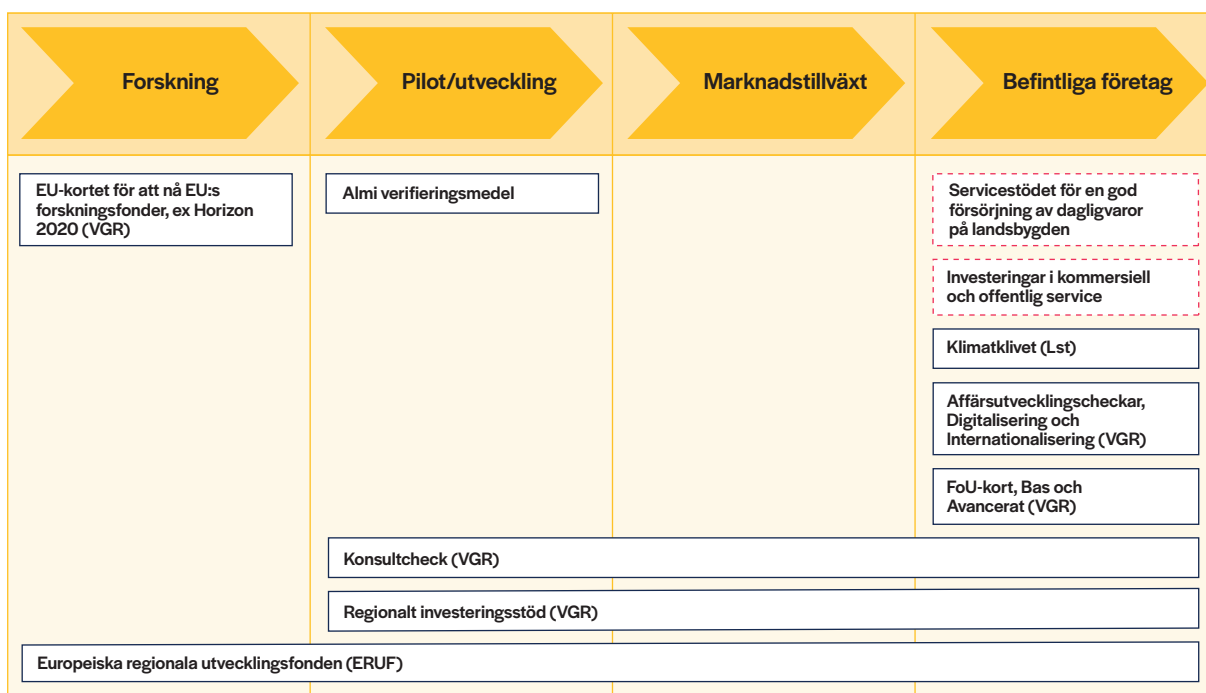 Forskning
Pilot/utveckling
Marknadstillväxt
Befintliga företag
EU-kortet för att nå EU:s
forskningsfonder, ex Horizon
2020 (VGR)
Almi verifieringsmedel
Servicestödet för en god
försörjning av dagligvaror
på landsbygden
Investeringar i kommersiell
och offentlig service
Klimatklivet (Lst)
Affärsutvecklingscheckar,
Digitalisering och
Internationalisering (VGR)
FoU-kort, Bas och
Avancerat (VGR)
Konsultcheck (VGR)
Regionalt investeringsstöd (VGR)
Europeiska regionala utvecklingsfonden (ERUF)